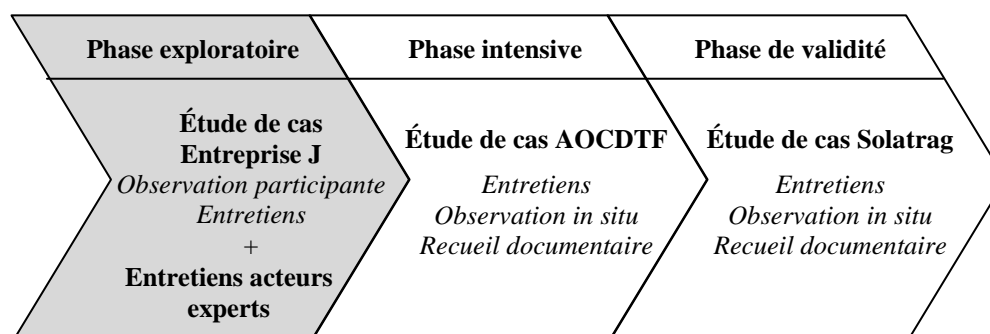 Phase exploratoire
Étude de cas
Entreprise J
Observation participante
Entretiens
+
Entretiens acteurs
experts
Phase intensive
Étude de cas AOCDTF
Entretiens
Observation in situ
Recueil documentaire
Phase de validité
Étude de cas Solatrag
Entretiens
Observation in situ
Recueil documentaire